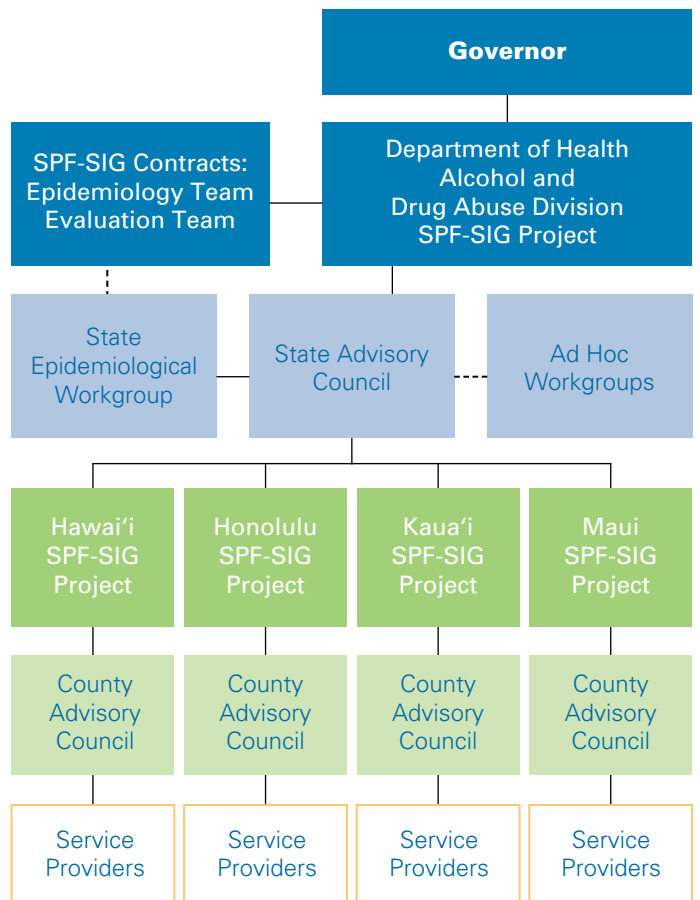 Governor
SPF-SIG Contracts:
Epidemiology Team
Evaluation Team
Department of Health
Alcohol and
Drug Abuse Division
SPF-SIG Project
State
Epidemiological
Workgroup
State Advisory
Council
Ad Hoc
Workgroups
Hawai‘i
SPF-SIG
Project
Honolulu
SPF-SIG
Project
Kaua‘i
SPF-SIG
Project
Maui
SPF-SIG
Project
County
Advisory
Council
County
Advisory
Council
County
Advisory
Council
County
Advisory
Council
Service
Providers
Service
Providers
Service
Providers
Service
Providers